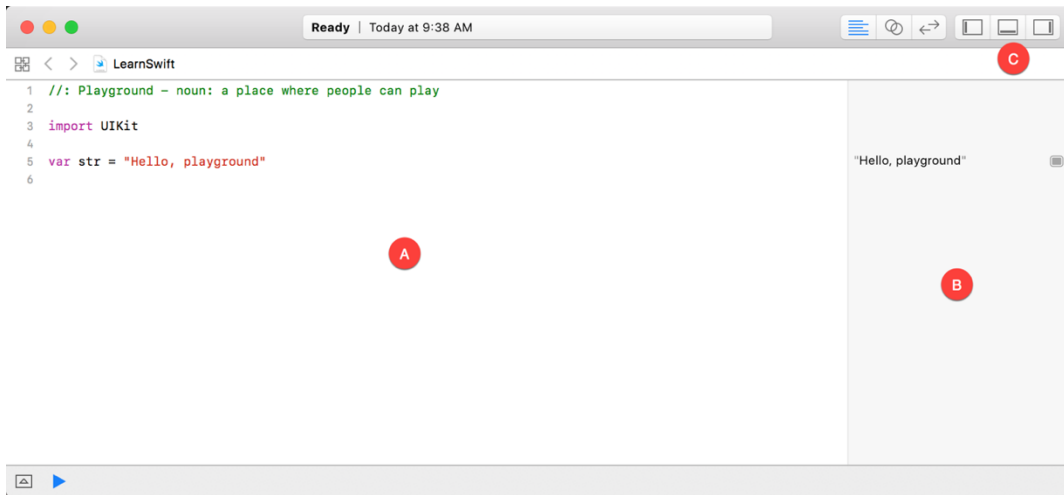 Ready | Today at 9:38 AM
LearnSwift
C
1 //: Playground – noun: a place where people can play
2
3 import UIKit
4
5 var str = "Hello, playground"
"Hello, playground"
6
A
B